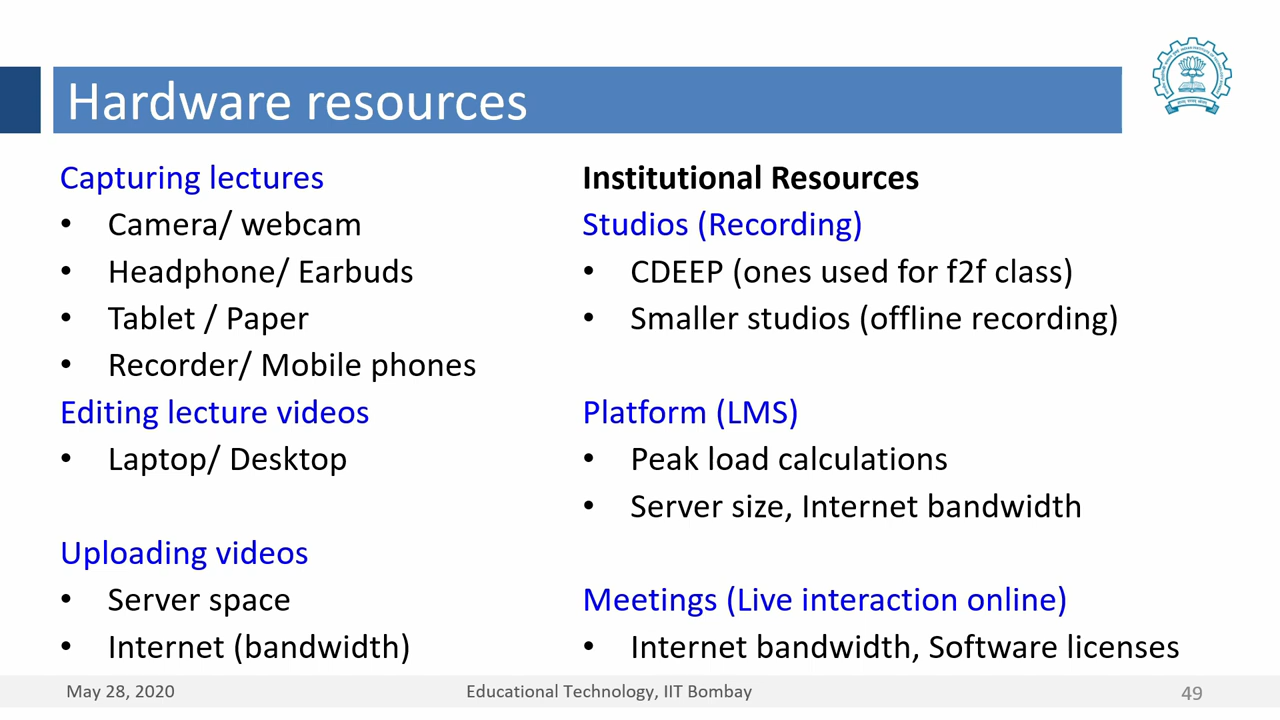 Hardware resources
Capturing lectures
• Camera/ webcam
• Headphone/ Earbuds
• Tablet / Paper
• Recorder/ Mobile phones
Editing lecture videos
• Laptop/ Desktop
Uploading videos
• Server space
• Internet (bandwidth)
Institutional Resources
Studios (Recording)
• CDEEP (ones used for f2f class)
• Smaller studios (offline recording)
Platform (LMS)
• Peak load calculations
• Server size, Internet bandwidth
Meetings (Live interaction online)
• Internet bandwidth, Software licenses
May 28, 2020
Educational Technology, IIT Bombay
49